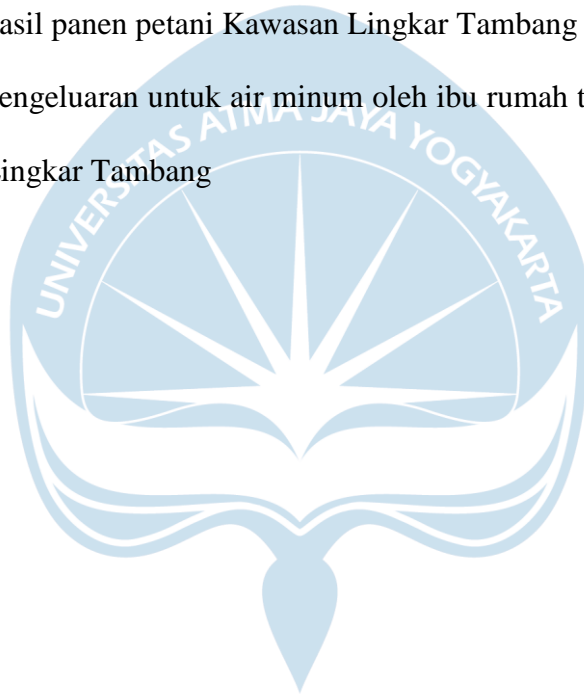 asil panen petani Kawasan Lingkar Tambang
engeluaran untuk air minum oleh ibu rumah t
ingkar Tambang
UNIVERSITAS ATMA JAYA YOGYAKARTA